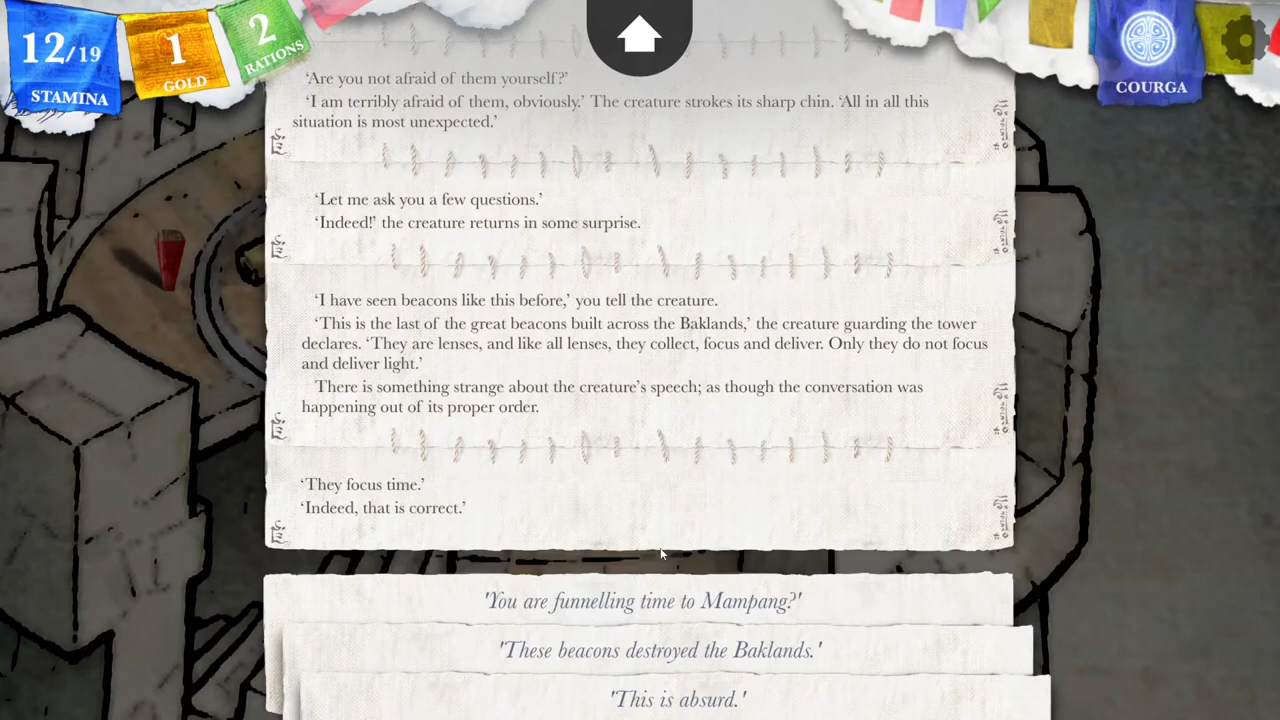 12/19
STAMINA
1
GOLD
2
RATIONS
COURGA
‘Are you not afraid of them yourself?’
‘I am terribly afraid of them, obviously.’ The creature strokes its sharp chin. ‘All in all this
situation is most unexpected.’
‘Let me ask you a few questions.’
‘Indeed!’ the creature returns in some surprise.
‘I have seen beacons like this before,’ you tell the creature.
‘This is the last of the great beacons built across the Baklands,’ the creature guarding the tower
declares. ‘They are lenses, and like all lenses, they collect, focus and deliver. Only they do not focus
and deliver light.’
There is something strange about the creature’s speech; as though the conversation was
happening out of its proper order.
‘They focus time.’
‘Indeed, that is correct.’
'You are funnelling time to Mampang?'
'These beacons destroyed the Baklands.'
'This is absurd.'